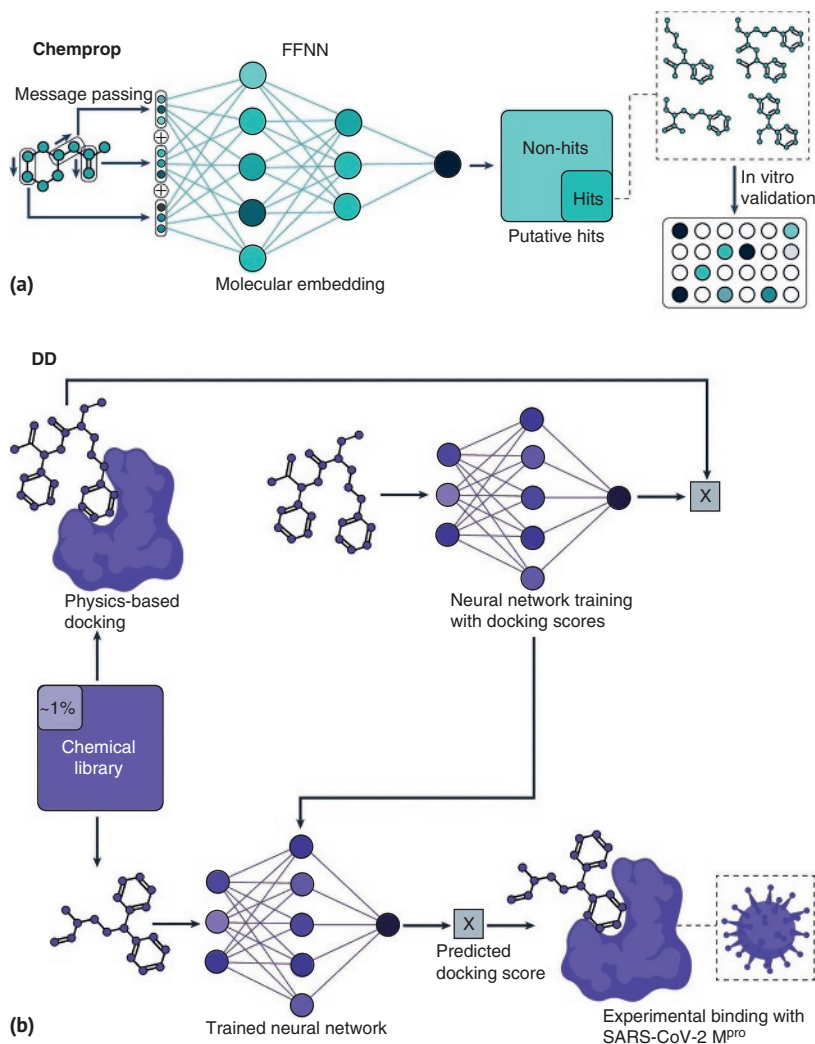 Chemprop
FFNN
Message passing
Non-hits
Hits
Putative hits
In vitro
validation
Molecular embedding
(a)
DD
X
Physics-based
docking
Neural network training
with docking scores
~1%
Chemical
library
X
Predicted
docking score
Trained neural network
Experimental binding with
SARS-CoV-2 Mpro
(b)